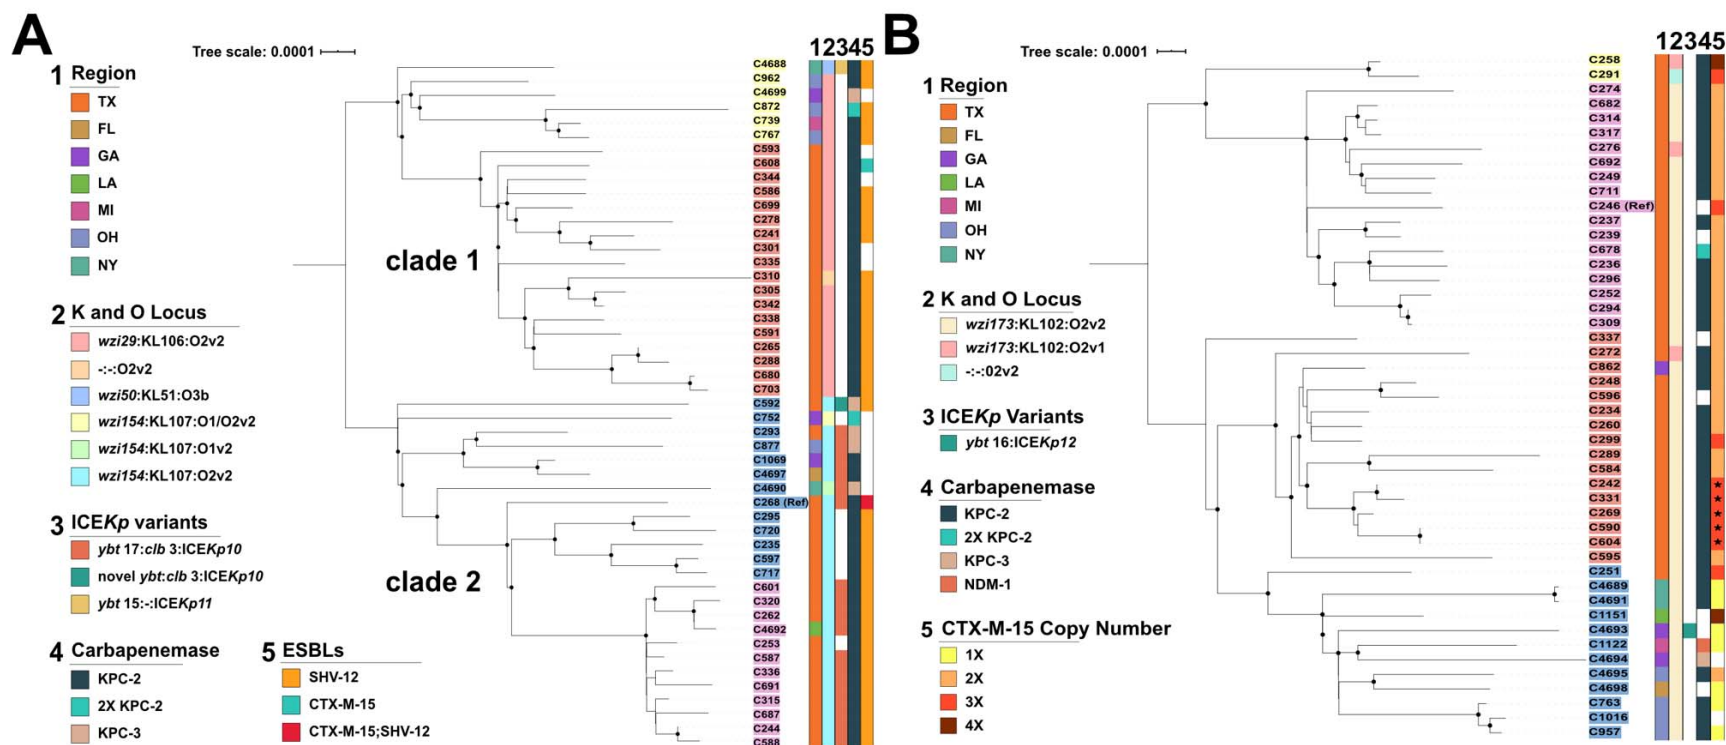 A
Tree scale: 0.0001
12345
1 Region
TX
FL
GA
LA
MI
OH
NY
2 K and O Locus
wzi29:KL106:O2v2
-:-:O2v2
wzi50:KL51:O3b
wzi154:KL107:O1/O2v2
wzi154:KL107:O1v2
wzi154:KL107:O2v2
3 ICEKp variants
ybt 17:clb 3:ICEKp10
novel ybt:clb 3:ICEKp10
ybt 15:-:ICEKp11
4 Carbapenemase
KPC-2
2X KPC-2
KPC-3
5 ESBLs
SHV-12
CTX-M-15
CTX-M-15;SHV-12
clade 1
clade 2
C4688
C962
C4699
C872
C739
C767
C593
C608
C344
C586
C699
C278
C241
C301
C335
C310
C305
C342
C338
C591
C265
C288
C680
C703
C592
C752
C293
C877
C1069
C4697
C4690
C268 (Ref)
C295
C720
C235
C597
C717
C601
C320
C262
C4692
C253
C587
C336
C691
C315
C687
C244
C588
B
Tree scale: 0.0001
12345
1 Region
TX
FL
GA
LA
MI
OH
NY
2 K and O Locus
wzi173:KL102:O2v2
wzi173:KL102:O2v1
-:-:02v2
3 ICEKp Variants
ybt 16:ICEKp12
4 Carbapenemase
KPC-2
2X KPC-2
KPC-3
NDM-1
5 CTX-M-15 Copy Number
1X
2X
3X
4X
C258
C291
C274
C682
C314
C317
C276
C692
C249
C711
C246 (Ref)
C237
C239
C678
C236
C296
C252
C294
C309
C337
C272
C862
C248
C596
C234
C260
C299
C289
C584
C242
C331
C269
C590
C604
C595
C251
C4689
C4691
C1151
C4693
C1122
C4694
C4695
C4698
C763
C1016
C957